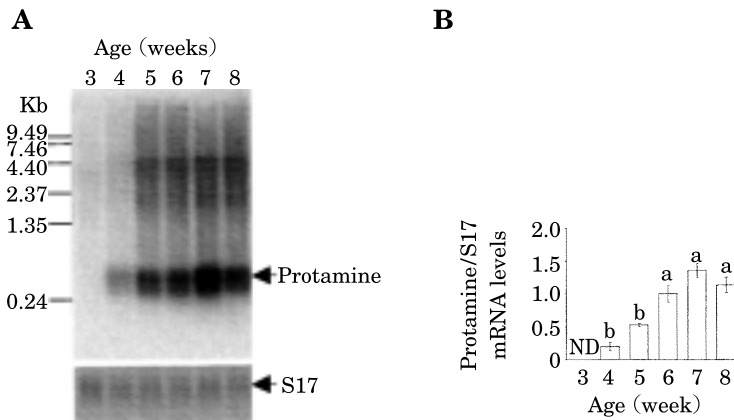 A
Age (weeks)
3 4 5 6 7 8
Kb
9.49
7.46
4.40
2.37
1.35
0.24
Protamine
S17
B
Protamine/S17
mRNA levels
2.0
1.5
1.0
0.5
0
ND b b a a a
3 4 5 6 7 8
Age (week)